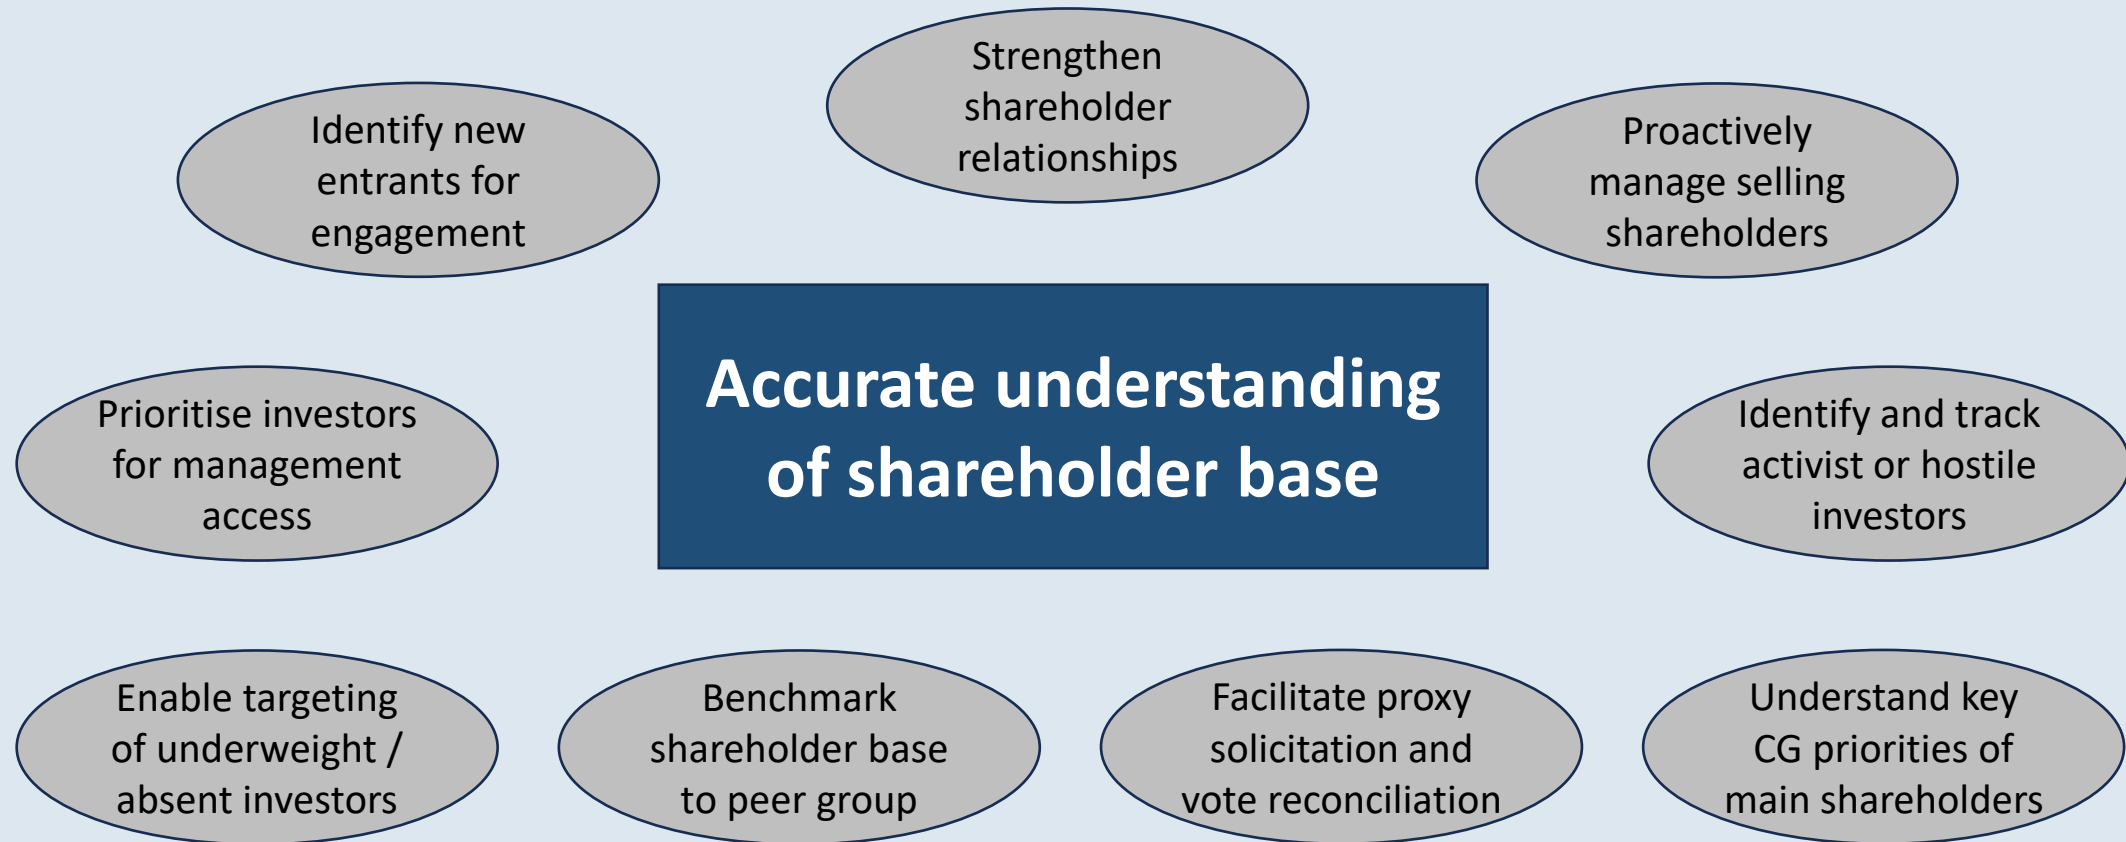 Strengthen
shareholder
relationships
Identify new
entrants for
engagement
Proactively
manage selling
shareholders
Accurate understanding
of shareholder base
Prioritise investors
for management
access
Identify and track
activist or hostile
investors
Enable targeting
of underweight /
absent investors
Benchmark
shareholder base
to peer group
Facilitate proxy
solicitation and
vote reconciliation
Understand key
CG priorities of
main shareholders